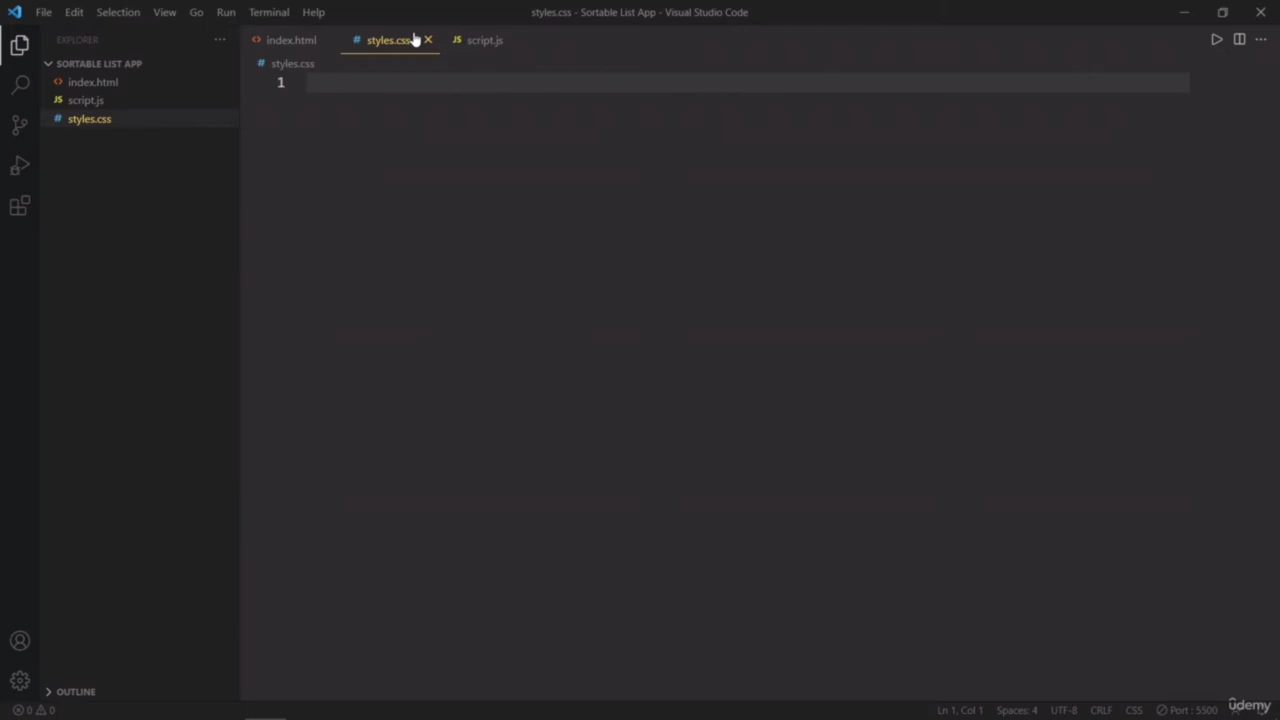 File Edit Selection View Go Run Terminal Help
styles.css - Sortable List App - Visual Studio Code
EXPLORER
index.html
styles.css
JS script.js
SORTABLE LIST APP
# styles.css
1
index.html
JS script.js
# styles.css
OUTLINE
0 0
Ln 1, Col 1 Spaces: 4 UTF-8 CRLF CSS Port : 5500
udemy